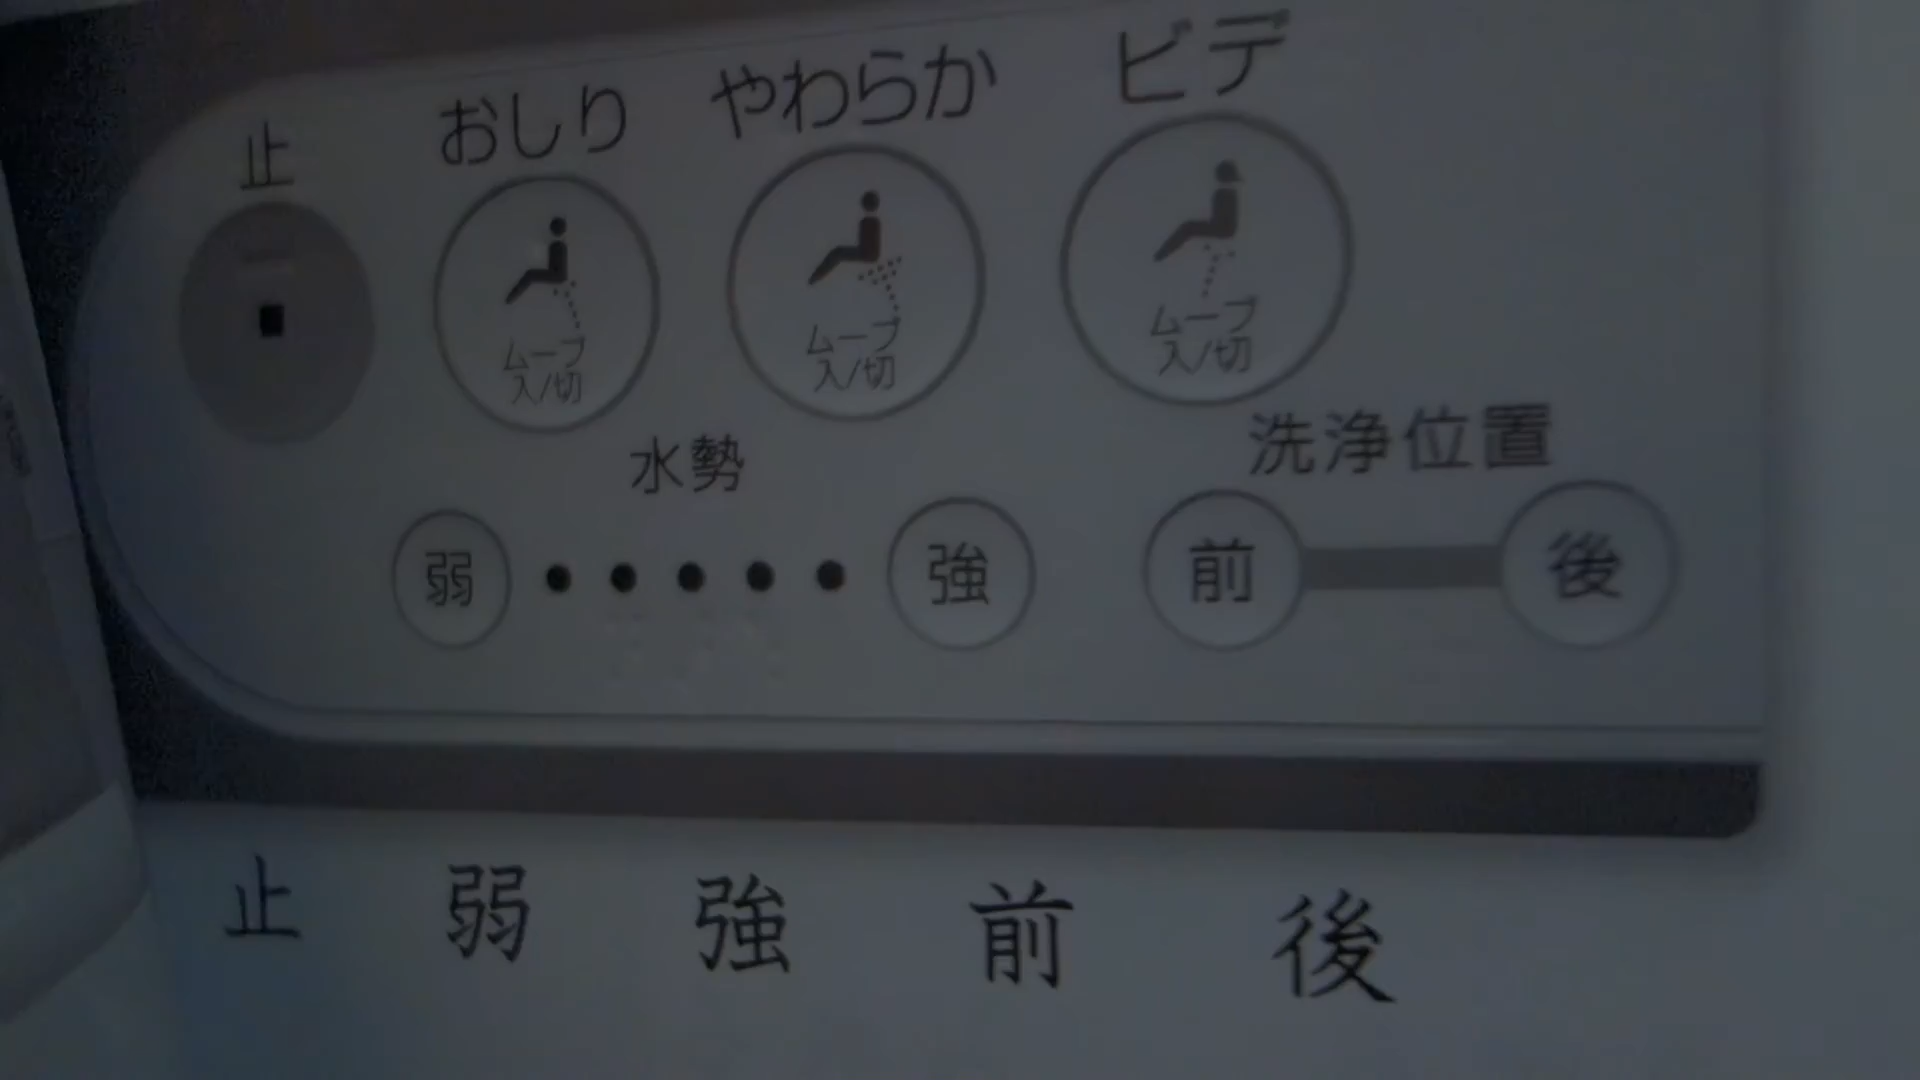 止 おしり やわらか ビデ
ムーブ
入/切
ムーブ
入/切
ムーブ
入/切
水勢 洗浄位置
弱 強 前 後
止 弱 強 前 後